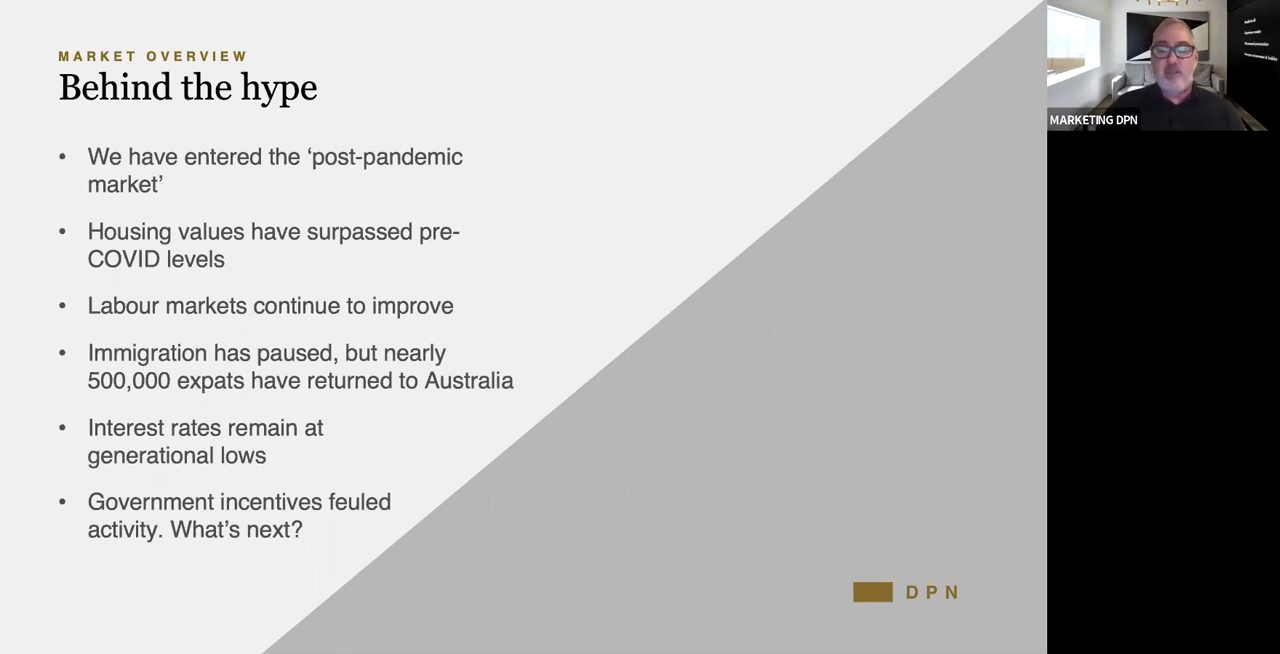 MARKET OVERVIEW
Behind the hype
• We have entered the ‘post-pandemic
market’
• Housing values have surpassed pre-
COVID levels
• Labour markets continue to improve
• Immigration has paused, but nearly
500,000 expats have returned to Australia
• Interest rates remain at
generational lows
• Government incentives feuled
activity. What’s next?
DPN
MARKETING DPN